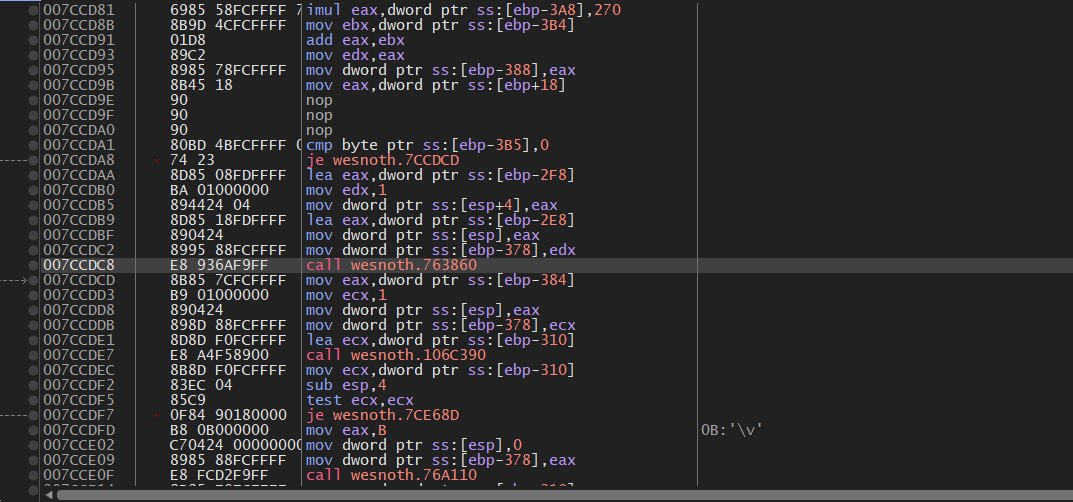 007CCD81 6985 58FCFFFF 7 imul eax,dword ptr ss:[ebp-3A8],270
007CCD8B 8B9D 4CFCFFFF mov ebx,dword ptr ss:[ebp-3B4]
007CCD91 01D8 add eax,ebx
007CCD93 89C2 mov edx,eax
007CCD95 8985 78FCFFFF mov dword ptr ss:[ebp-388],eax
007CCD9B 8B45 18 mov eax,dword ptr ss:[ebp+18]
007CCD9E 90 nop
007CCD9F 90 nop
007CCDA0 90 nop
007CCDA1 80BD 4BFCFFFF 0 cmp byte ptr ss:[ebp-3B5],0
007CCDA8 74 23 je wesnoth.7CCDCD
007CCDAA 8D85 08FDFFFF lea eax,dword ptr ss:[ebp-2F8]
007CCDB0 BA 01000000 mov edx,1
007CCDB5 894424 04 mov dword ptr ss:[esp+4],eax
007CCDB9 8D85 18FDFFFF lea eax,dword ptr ss:[ebp-2E8]
007CCDBF 890424 mov dword ptr ss:[esp],eax
007CCDC2 8995 88FCFFFF mov dword ptr ss:[ebp-378],edx
007CCDC8 E8 936AF9FF call wesnoth.763860
007CCDCD 8B85 7CFCFFFF mov eax,dword ptr ss:[ebp-384]
007CCDD3 B9 01000000 mov ecx,1
007CCDD8 890424 mov dword ptr ss:[esp],eax
007CCDDB 898D 88FCFFFF mov dword ptr ss:[ebp-378],ecx
007CCDE1 8D8D F0FCFFFF lea ecx,dword ptr ss:[ebp-310]
007CCDE7 E8 A4F58900 call wesnoth.106C390
007CCDEC 8B8D F0FCFFFF mov ecx,dword ptr ss:[ebp-310]
007CCDF2 83EC 04 sub esp,4
007CCDF5 85C9 test ecx,ecx
007CCDF7 0F84 90180000 je wesnoth.7CE68D
007CCDFD B8 0B000000 mov eax,B 0B:'\v'
007CCE02 C70424 00000000 mov dword ptr ss:[esp],0
007CCE09 8985 88FCFFFF mov dword ptr ss:[ebp-378],eax
007CCE0F E8 FCD2F9FF call wesnoth.76A110